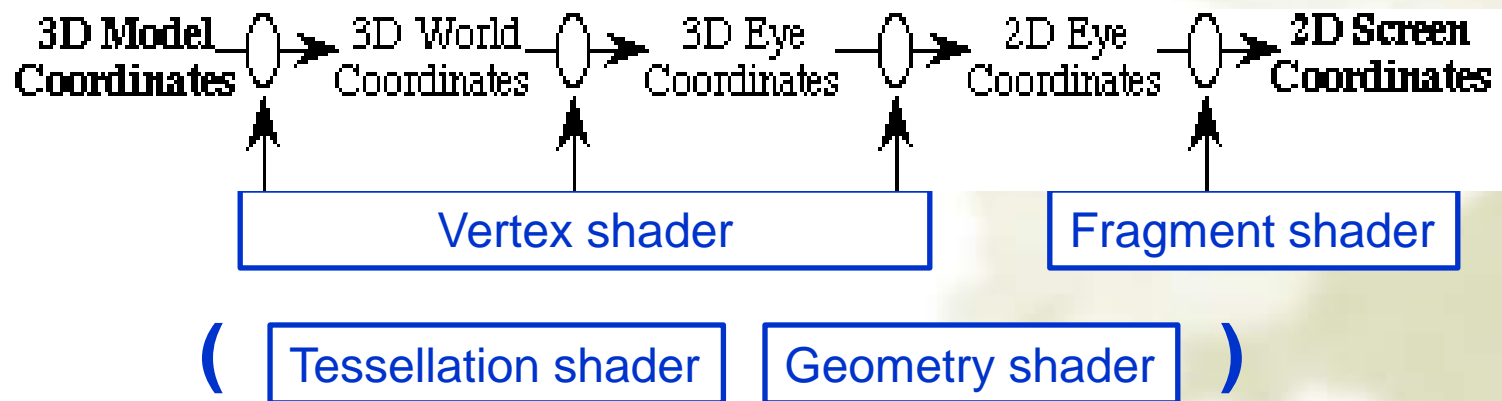 3D Model 3D World 3D Eye 2D Eye 2D Screen
Coordinates Coordinates Coordinates Coordinates Coordinates
Vertex shader Fragment shader
( Tessellation shader Geometry shader )